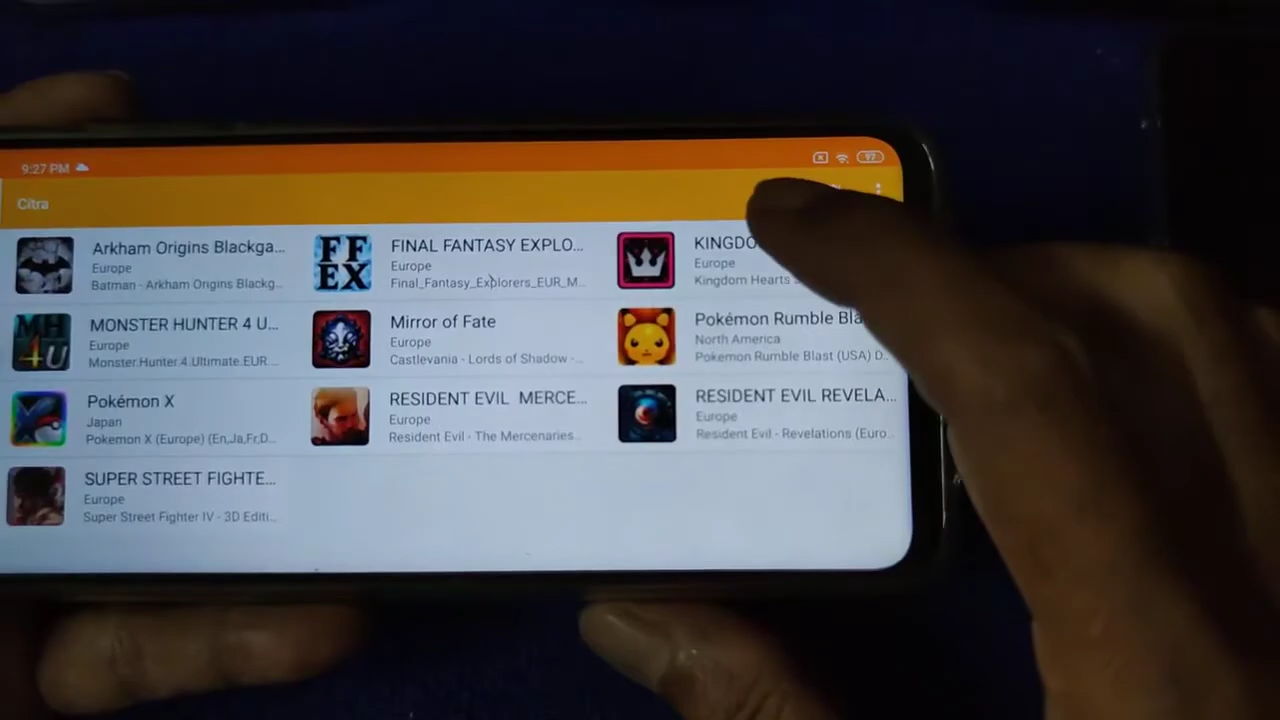 9:27 PM
97
Citra
Arkham Origins Blackga...
Europe
Batman - Arkham Origins Blackg...
FF
EX
FINAL FANTASY EXPLO...
Europe
Final_Fantasy_Explorers_EUR_M...
KINGDO
Europe
Kingdom Hearts
MH
4U
MONSTER HUNTER 4 U...
Europe
Monster.Hunter.4.Ultimate.EUR...
Mirror of Fate
Europe
Castlevania - Lords of Shadow -...
Pokémon Rumble Bla
North America
Pokemon Rumble Blast (USA) D..
Pokémon X
Japan
Pokemon X (Europe) (En,Ja,Fr,D...
RESIDENT EVIL MERCE...
Europe
Resident Evil - The Mercenaries...
RESIDENT EVIL REVELA...
Europe
Resident Evil - Revelations (Euro...
SUPER STREET FIGHTE...
Europe
Super Street Fighter IV - 3D Editi...